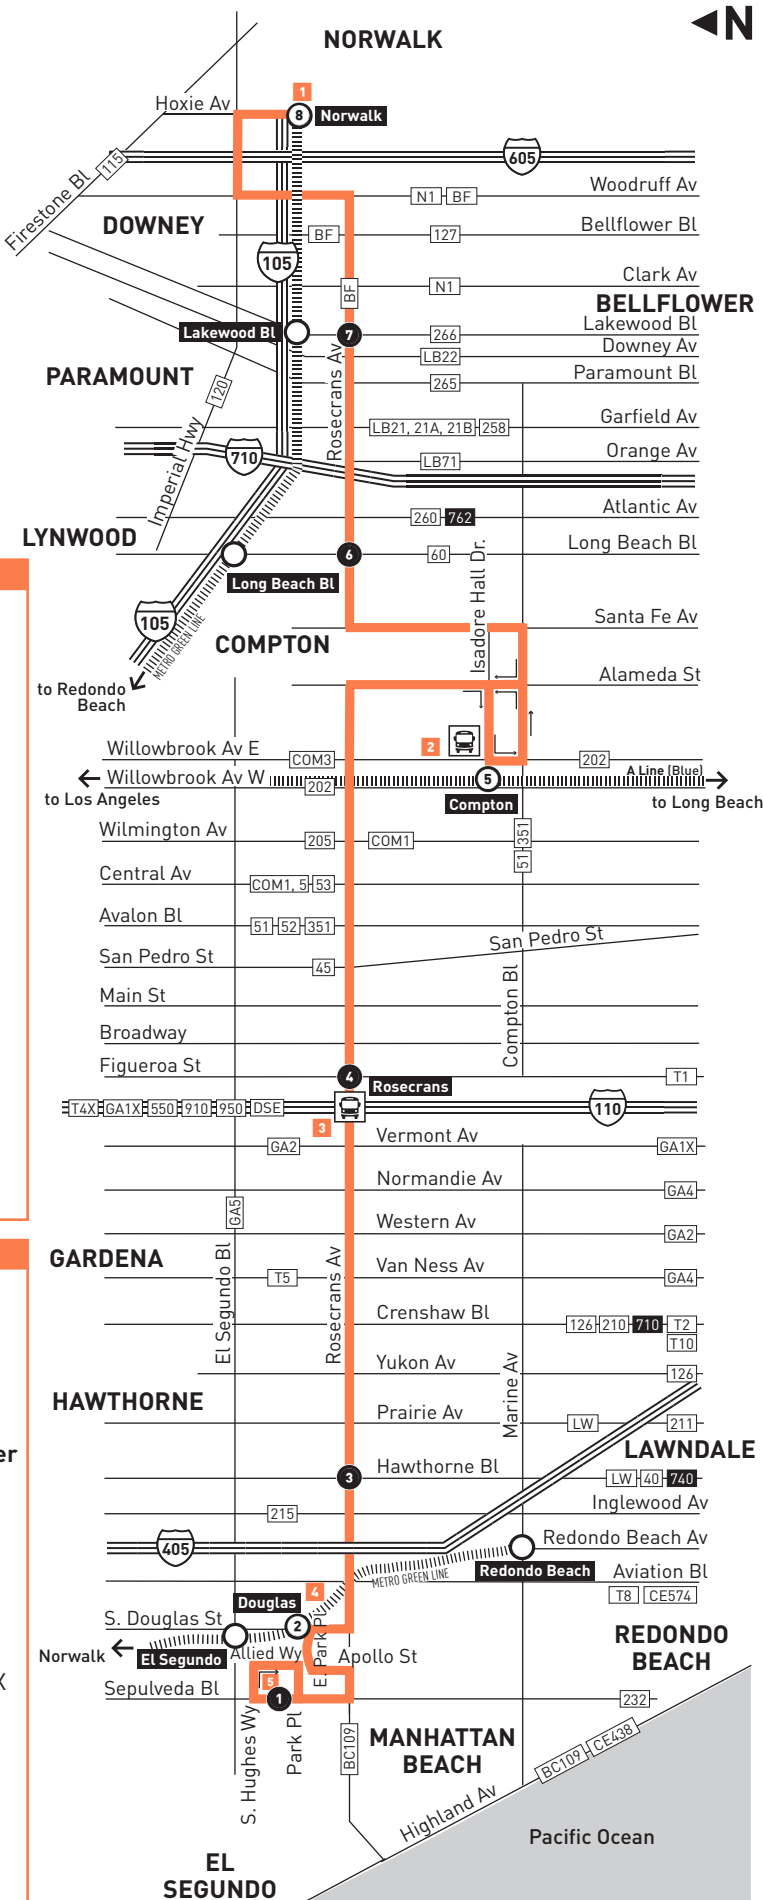 N
NORWALK
1
Hoxie Av
8
Norwalk
605
115
Firestone Bl
Woodruff Av
N1
BF
DOWNEY
BF
127
Bellflower Bl
105
Clark Av
BF
N1
BELLFLOWER
Lakewood Bl
7
266
Lakewood Bl
LB22
Downey Av
PARAMOUNT
120
265
Paramount Bl
Rosecrans Av
Garfield Av
LB21, 21A, 21B
258
Imperial Hwy
710
LB71
Orange Av
260
762
Atlantic Av
LYNWOOD
6
60
Long Beach Bl
Long Beach Bl
Isadore Hall Dr.
105
METRO GREEN LINE
Santa Fe Av
COMPTON
Alameda St
to Redondo
Beach
2
Willowbrook Av E
COM3
202
Willowbrook Av W
202
5
A Line (Blue)
to Los Angeles
Compton
to Long Beach
Wilmington Av
205
COM1
51
351
Central Av
COM1, 5
53
Avalon Bl
51
52
351
San Pedro St
San Pedro St
45
Main St
Compton Bl
Broadway
Figueroa St
4
Rosecrans
T1
T4X
GA1X
550
910
950
DSE
110
3
Vermont Av
GA2
GA1X
Normandie Av
GA4
GA5
Western Av
GA2
GARDENA
El Segundo Bl
T5
Rosecrans Av
Van Ness Av
GA4
Crenshaw Bl
126
210
710
T2
T10
Yukon Av
126
Marine Av
HAWTHORNE
Prairie Av
LW
211
er
LAWNDALE
3
Hawthorne Bl
LW
40
740
215
Inglewood Av
405
Redondo Beach Av
METRO GREEN LINE
Redondo Beach
Aviation Bl
4
T8
CE574
Douglas
S. Douglas St
2
E. Park Pl
REDONDO
BEACH
Norwalk
El Segundo
Allied Wy
Apollo St
X
5
Sepulveda Bl
1
232
S. Hughes Wy
Park Pl
BC109
MANHATTAN
BEACH
BC109
CE438
Highland Av
Pacific Ocean
EL
SEGUNDO